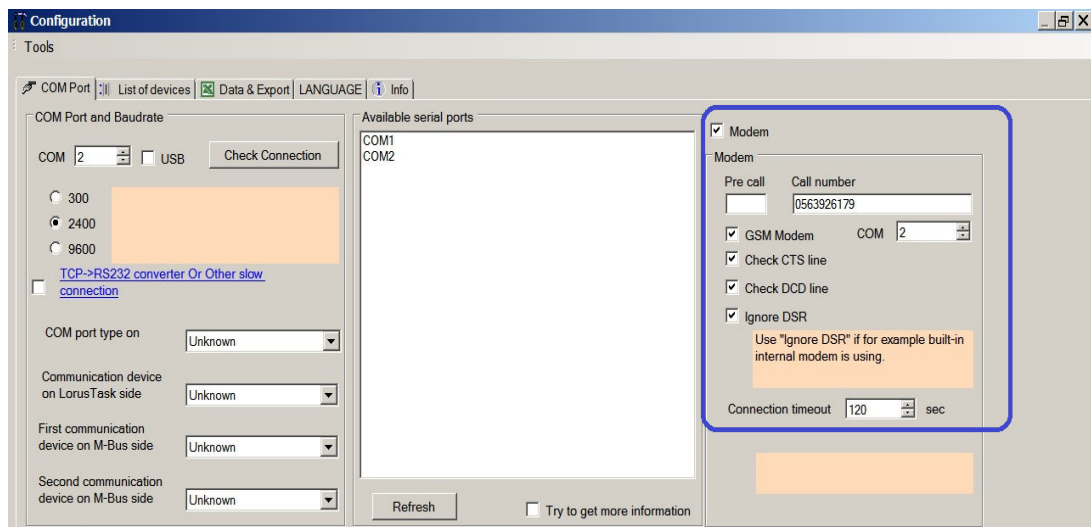 Configuration
Tools
COM Port
List of devices
Data & Export
LANGUAGE
Info
COM Port and Baudrate
COM 2
USB
Check Connection
300
2400
9600
TCP->RS232 converter Or Other slow
connection
COM port type on
Unknown
Communication device
on LorusTask side
Unknown
First communication
device on M-Bus side
Unknown
Second communication
device on M-Bus side
Unknown
Available serial ports
COM1
COM2
Refresh
Try to get more information
Modem
Modem
Pre call
Call number
0563926179
GSM Modem
COM 2
Check CTS line
Check DCD line
Ignore DSR
Use "Ignore DSR" if for example built-in
internal modem is using.
Connection timeout 120 sec